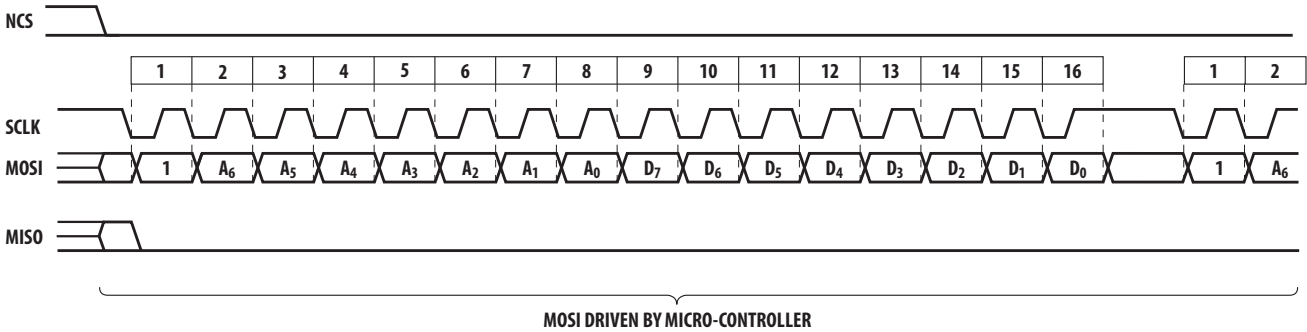 NCS
1 2 3 4 5 6 7 8 9 10 11 12 13 14 15 16 1 2
SCLK
MOSI 1 A6 A5 A4 A3 A2 A1 A0 D7 D6 D5 D4 D3 D2 D1 D0 1 A6
MISO
MOSI DRIVEN BY MICRO-CONTROLLER